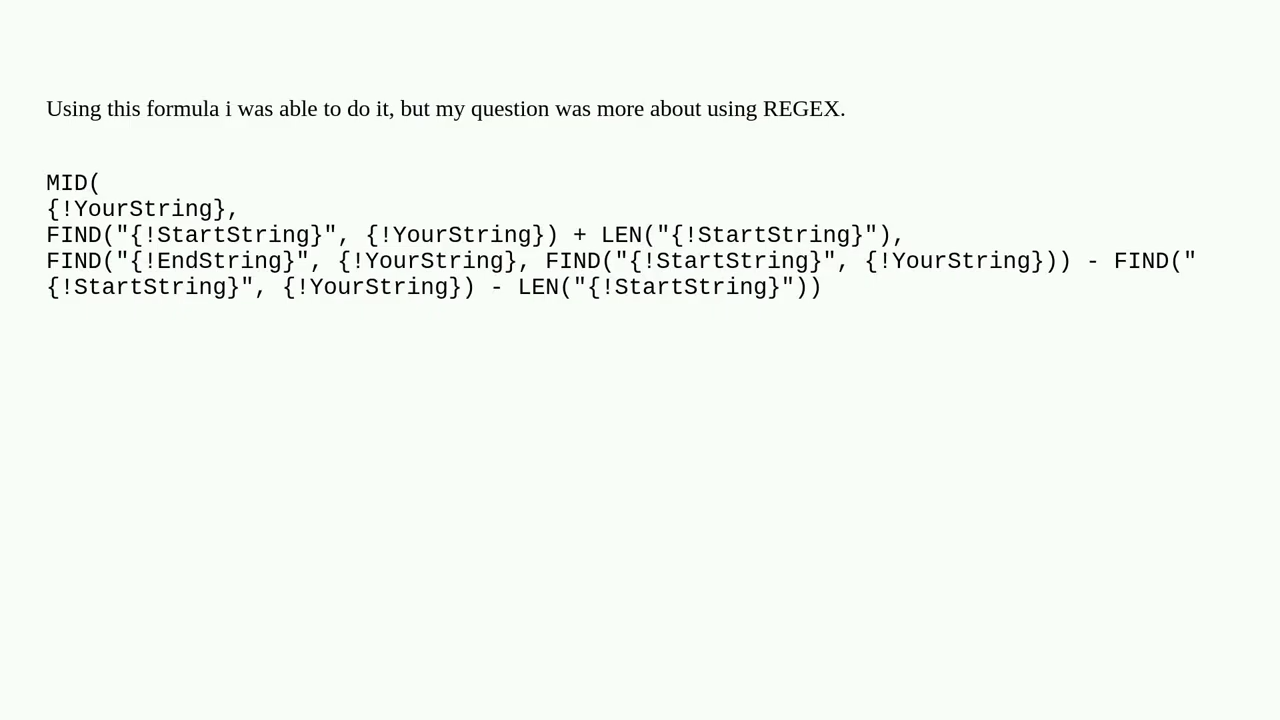 Using this formula i was able to do it, but my question was more about using REGEX.
MID(
{!YourString},
FIND("{!StartString}", {!YourString}) + LEN("{!StartString}"),
FIND("{!EndString}", {!YourString}, FIND("{!StartString}", {!YourString})) - FIND("
{!StartString}", {!YourString}) - LEN("{!StartString}"))